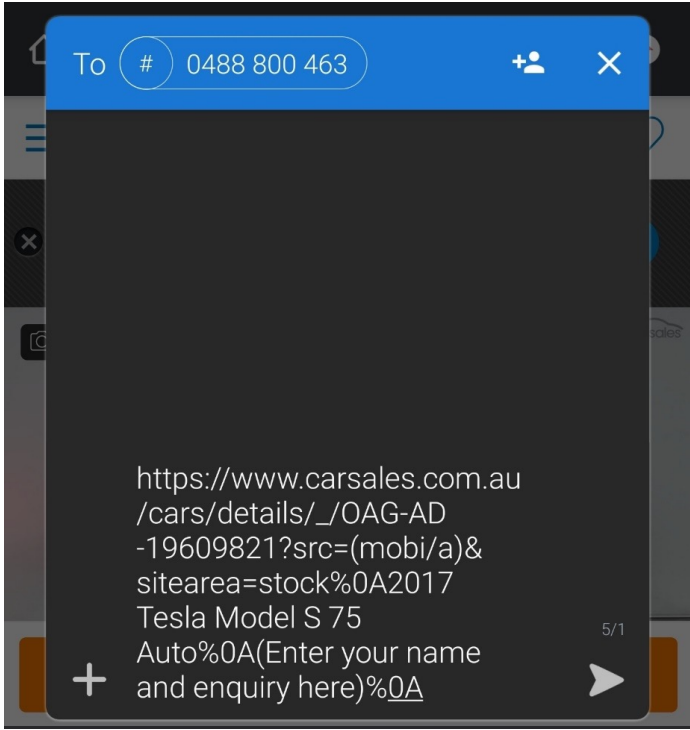 To # 0488 800 463
sales
https://www.carsales.com.au
/cars/details/_/OAG-AD
-19609821?src=(mobi/a)&
sitearea=stock%0A2017
Tesla Model S 75
5/1
Auto%0A(Enter your name
and enquiry here)%0A